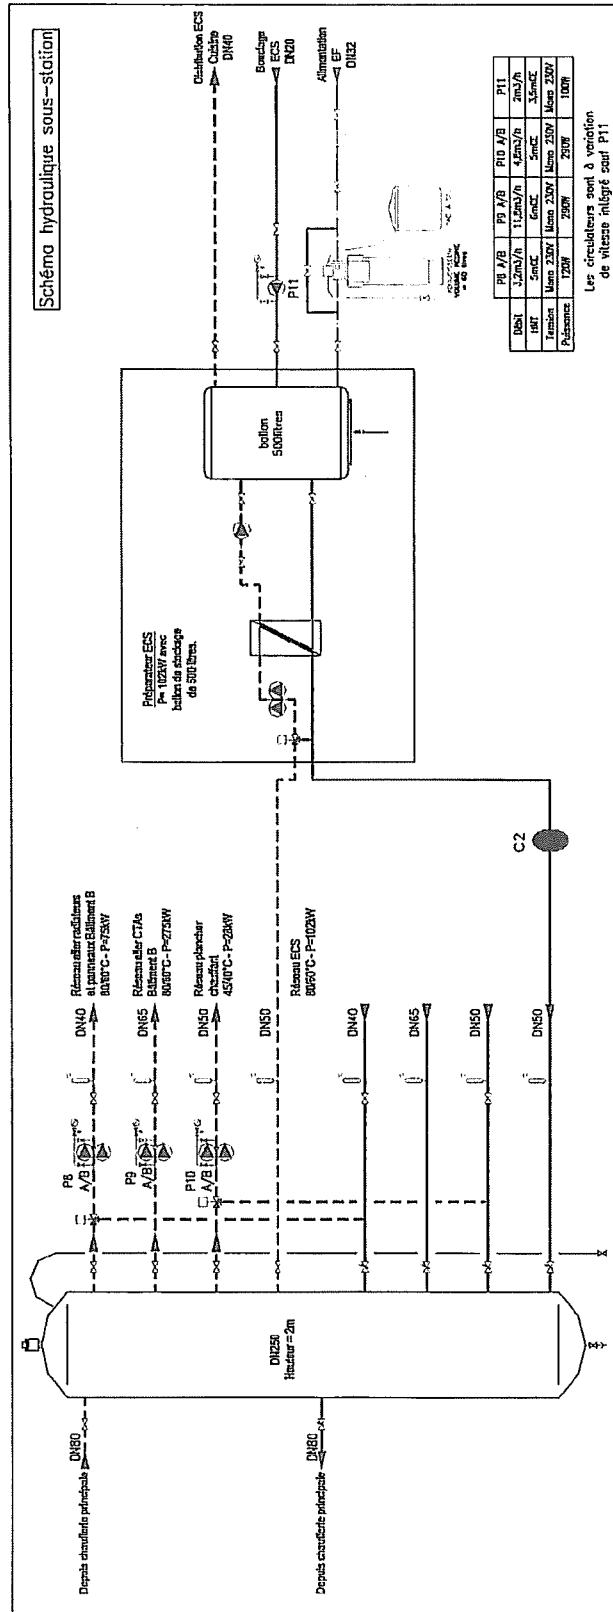 Schéma hydraulique sous-station
Distribution ECS
Cuisine
DN40
Bouclage
ECS
DN20
Alimentation
EF
DN32
P11
ballon
500litres
Préparateur ECS
P= 102kW avec
ballon de stockage
de 500 litres.
P8 A/B P9 A/B P10 A/B P11
Débit 3,2m3/h 11,8m3/h 4,8m3/h 2m3/h
HMT 5mCE 6mCE 5mCE 3,5mCE
Tension Mono 230V Mono 230V Mono 230V Mono 230V
Puissance 120W 290W 290W 100W
Les circulateurs sont à variation
de vitesse intégré sauf P11
C2
Réseau aller radiateurs
et panneaux Bâtiment B
80/60°C - P=75kW
Réseau aller CTAs
Bâtiment B
80/60°C - P=275kW
Réseau plancher
chauffant
45/40°C - P=28kW
Réseau ECS
80/60°C - P=102kW
DN40
DN65
DN50
DN50
DN40
DN65
DN50
DN50
P8
A/B
P9
A/B
P10
A/B
DN250
Hauteur = 2m
DN80
Depuis chaufferie principale
DN80
Depuis chaufferie principale